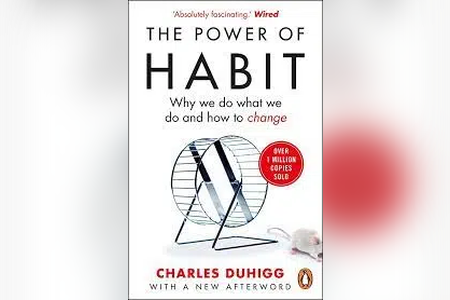 'Absolutely fascinating.' Wired
THE POWER OF
HABIT
Why we do what we
do and how to change
OVER
1 MILLION
COPIES
SOLD
CHARLES DUHIGG
WITH A NEW AFTERWORD